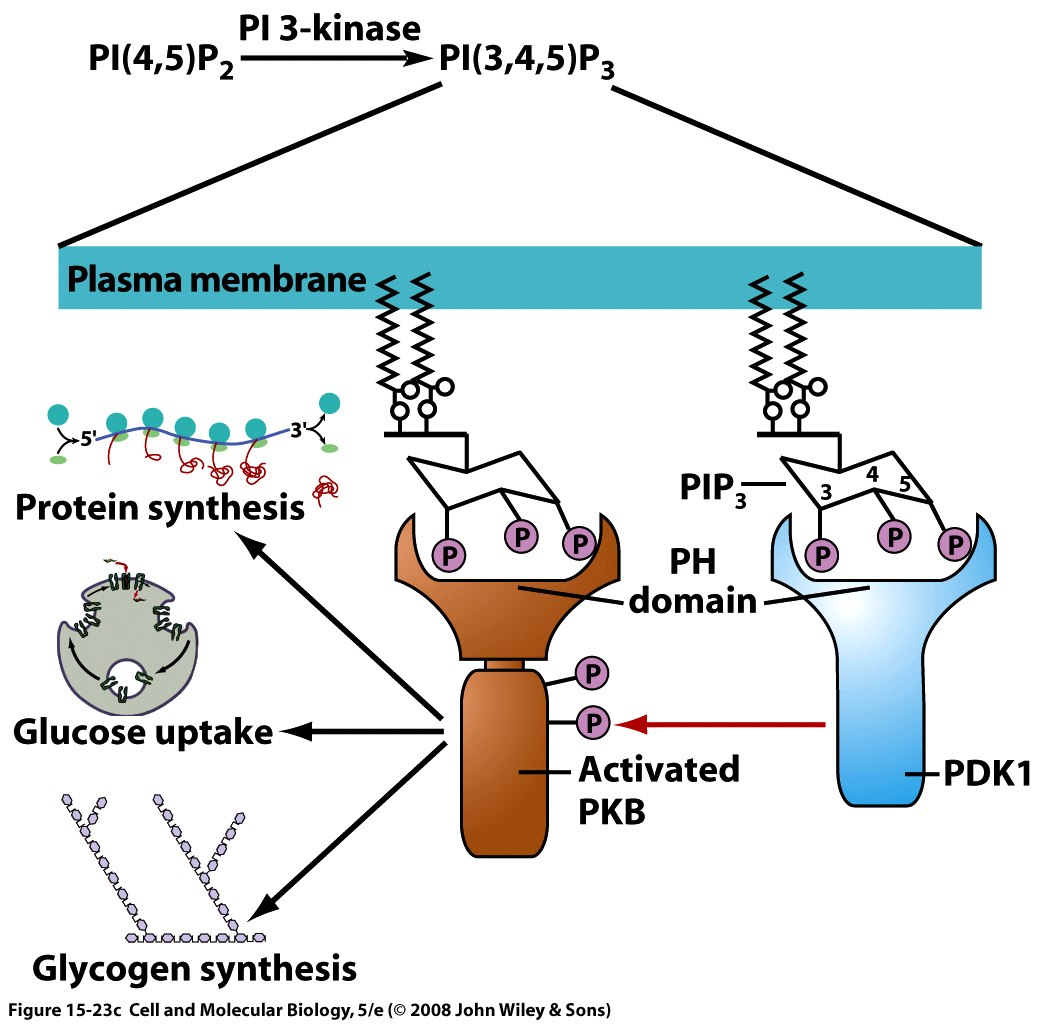 PI 3-kinase
PI(4,5)P2
PI(3,4,5)P3
Plasma membrane
5'
3'
Protein synthesis
PIP3
3
4
5
P
P
P
P
P
P
PH
domain
P
P
Glucose uptake
Activated
PKB
PDK1
Glycogen synthesis
Figure 15-23c Cell and Molecular Biology, 5/e (© 2008 John Wiley & Sons)